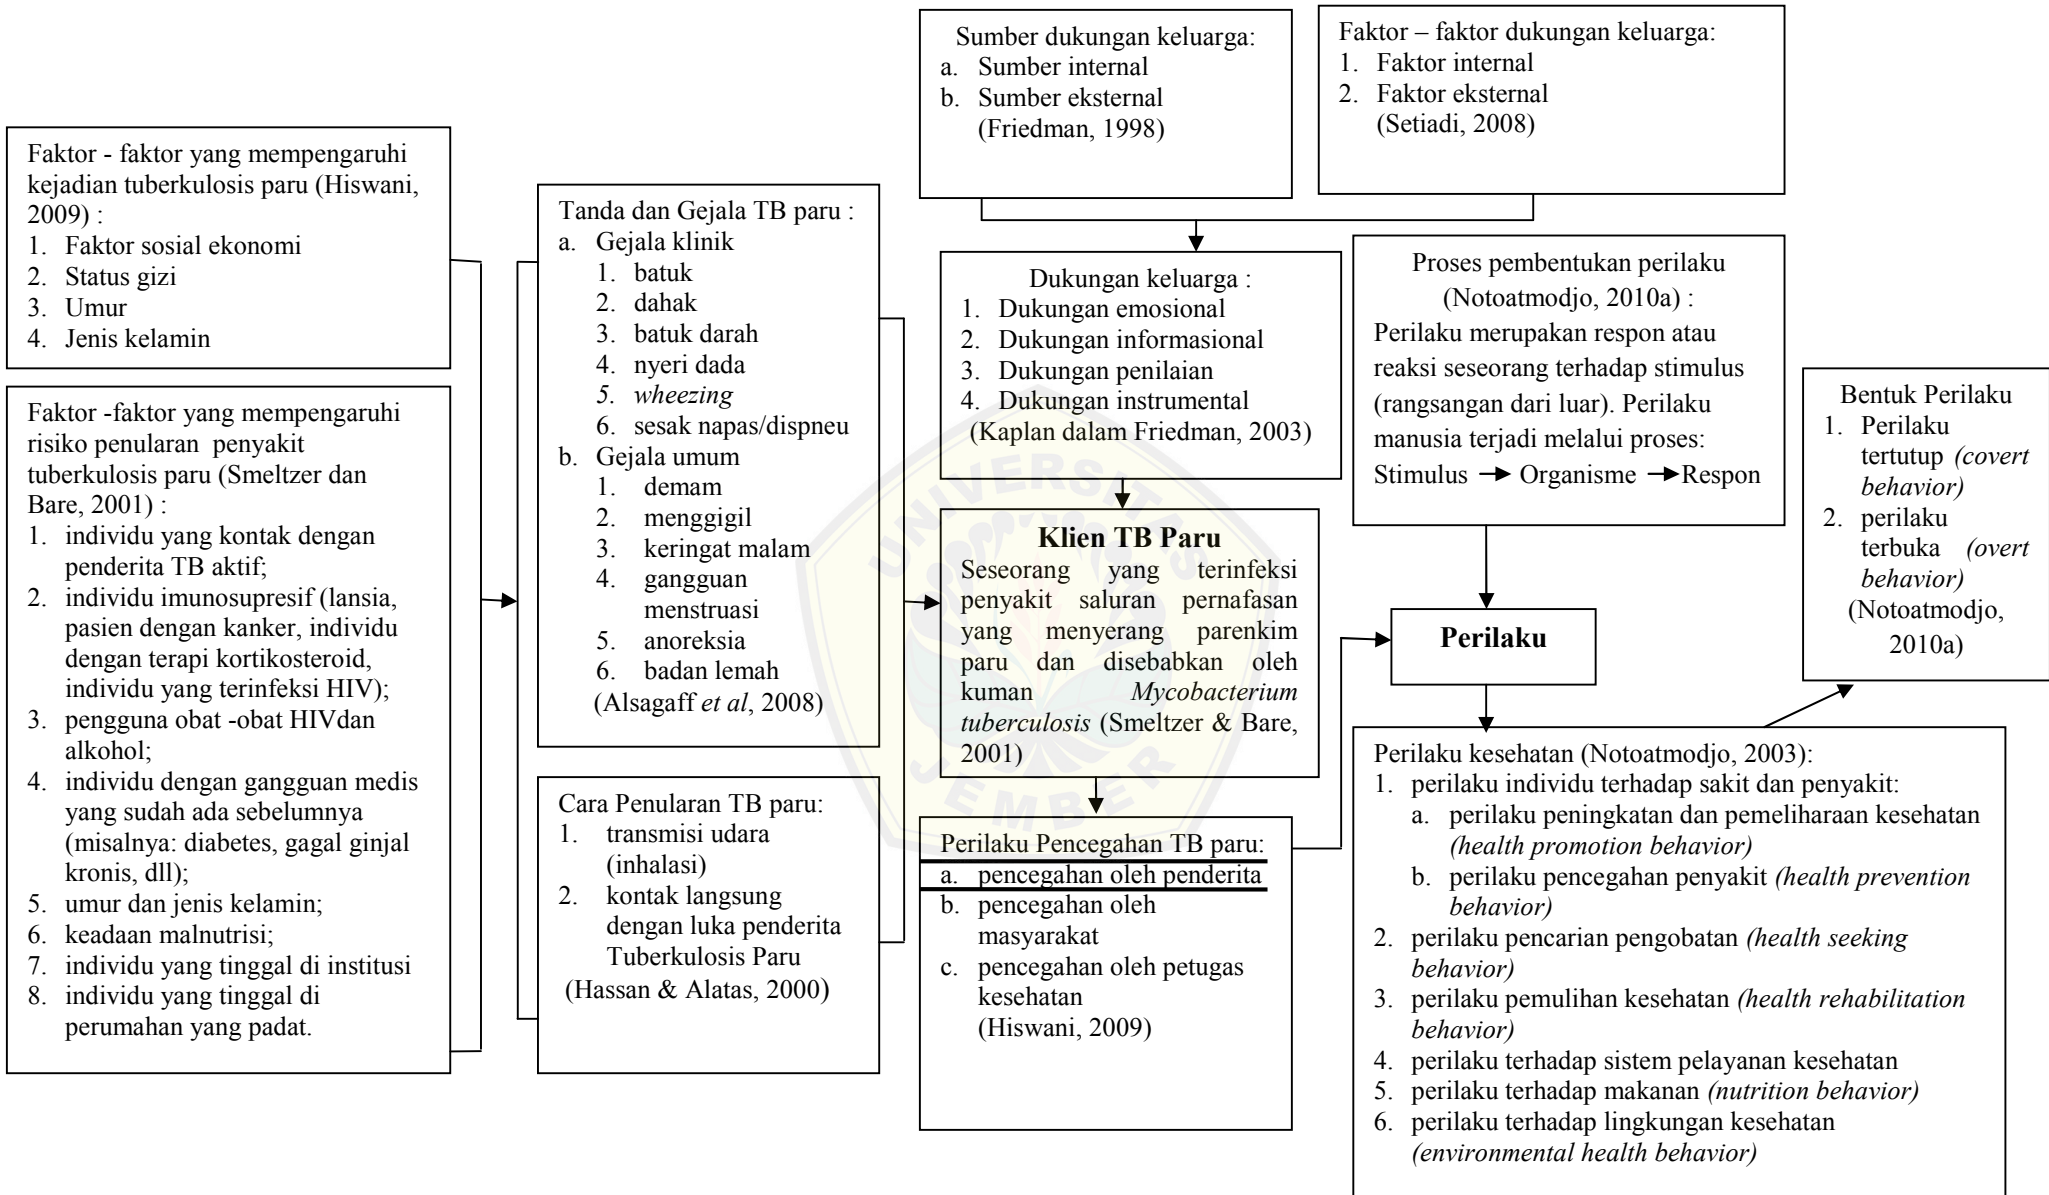 Faktor - faktor yang mempengaruhi
kejadian tuberkulosis paru (Hiswani,
2009) :
1. Faktor sosial ekonomi
2. Status gizi
3. Umur
4. Jenis kelamin
Faktor -faktor yang mempengaruhi
risiko penularan penyakit
tuberkulosis paru (Smeltzer dan
Bare, 2001) :
1. individu yang kontak dengan
penderita TB aktif;
2. individu imunosupresif (lansia,
pasien dengan kanker, individu
dengan terapi kortikosteroid,
individu yang terinfeksi HIV);
3. pengguna obat -obat HIVdan
alkohol;
4. individu dengan gangguan medis
yang sudah ada sebelumnya
(misalnya: diabetes, gagal ginjal
kronis, dll);
5. umur dan jenis kelamin;
6. keadaan malnutrisi;
7. individu yang tinggal di institusi
8. individu yang tinggal di
perumahan yang padat.
Tanda dan Gejala TB paru :
a. Gejala klinik
1. batuk
2. dahak
3. batuk darah
4. nyeri dada
5. wheezing
6. sesak napas/dispneu
b. Gejala umum
1. demam
2. menggigil
3. keringat malam
4. gangguan
menstruasi
5. anoreksia
6. badan lemah
(Alsagaff et al, 2008)
Cara Penularan TB paru:
1. transmisi udara
(inhalasi)
2. kontak langsung
dengan luka penderita
Tuberkulosis Paru
(Hassan & Alatas, 2000)
Sumber dukungan keluarga:
a. Sumber internal
b. Sumber eksternal
(Friedman, 1998)
Faktor – faktor dukungan keluarga:
1. Faktor internal
2. Faktor eksternal
(Setiadi, 2008)
Dukungan keluarga :
1. Dukungan emosional
2. Dukungan informasional
3. Dukungan penilaian
4. Dukungan instrumental
(Kaplan dalam Friedman, 2003)
Klien TB Paru
Seseorang yang terinfeksi
penyakit saluran pernafasan
yang menyerang parenkim
paru dan disebabkan oleh
kuman Mycobacterium
tuberculosis (Smeltzer & Bare,
2001)
Perilaku Pencegahan TB paru:
a. pencegahan oleh penderita
b. pencegahan oleh
masyarakat
c. pencegahan oleh petugas
kesehatan
(Hiswani, 2009)
Proses pembentukan perilaku
(Notoatmodjo, 2010a) :
Perilaku merupakan respon atau
reaksi seseorang terhadap stimulus
(rangsangan dari luar). Perilaku
manusia terjadi melalui proses:
Stimulus → Organisme → Respon
Perilaku
Bentuk Perilaku
1. Perilaku
tertutup (covert
behavior)
2. perilaku
terbuka (overt
behavior)
(Notoatmodjo,
2010a)
Perilaku kesehatan (Notoatmodjo, 2003):
1. perilaku individu terhadap sakit dan penyakit:
a. perilaku peningkatan dan pemeliharaan kesehatan
(health promotion behavior)
b. perilaku pencegahan penyakit (health prevention
behavior)
2. perilaku pencarian pengobatan (health seeking
behavior)
3. perilaku pemulihan kesehatan (health rehabilitation
behavior)
4. perilaku terhadap sistem pelayanan kesehatan
5. perilaku terhadap makanan (nutrition behavior)
6. perilaku terhadap lingkungan kesehatan
(environmental health behavior)
UNIVERSITAS
JEMBER